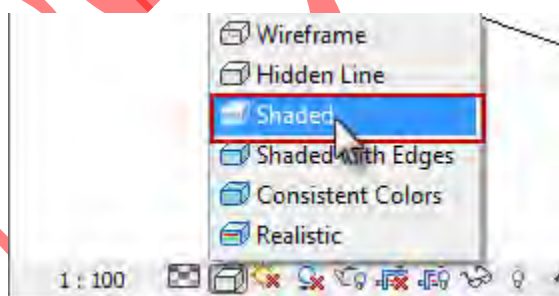 Wireframe
Hidden Line
Shaded
Shaded With Edges
Consistent Colors
Realistic
1 : 100